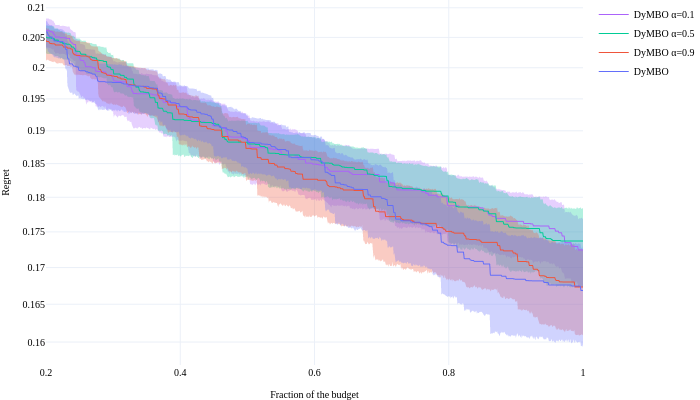 0.21
0.205
0.2
0.195
0.19
0.185
0.18
0.175
0.17
0.165
0.16
Regret
0.2 0.4 0.6 0.8 1
Fraction of the budget
DyMBO α=0.1
DyMBO α=0.5
DyMBO α=0.9
DyMBO